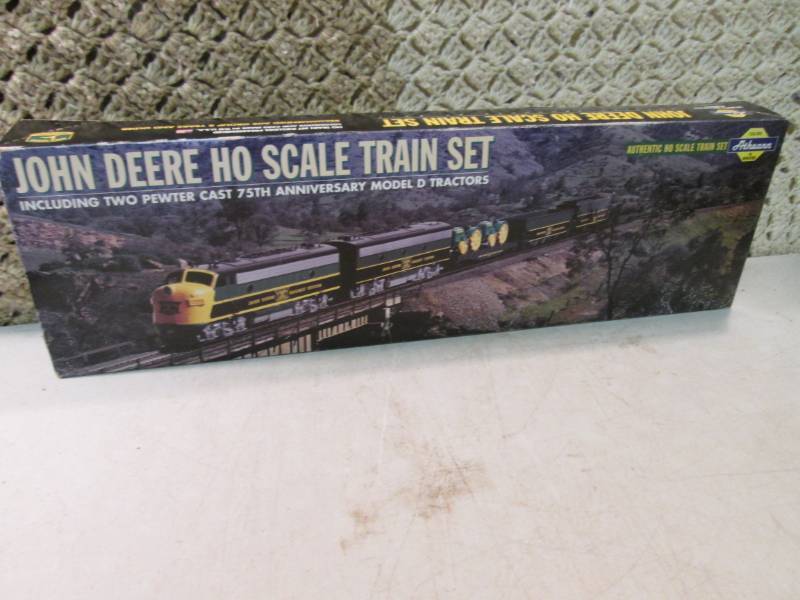 JOHN DEERE HO SCALE TRAIN SET
JOHN DEERE HO SCALE TRAIN SET
INCLUDING TWO PEWTER CAST 75TH ANNIVERSARY MODEL D TRACTORS
AUTHENTIC HO SCALE TRAIN SET
Athearn